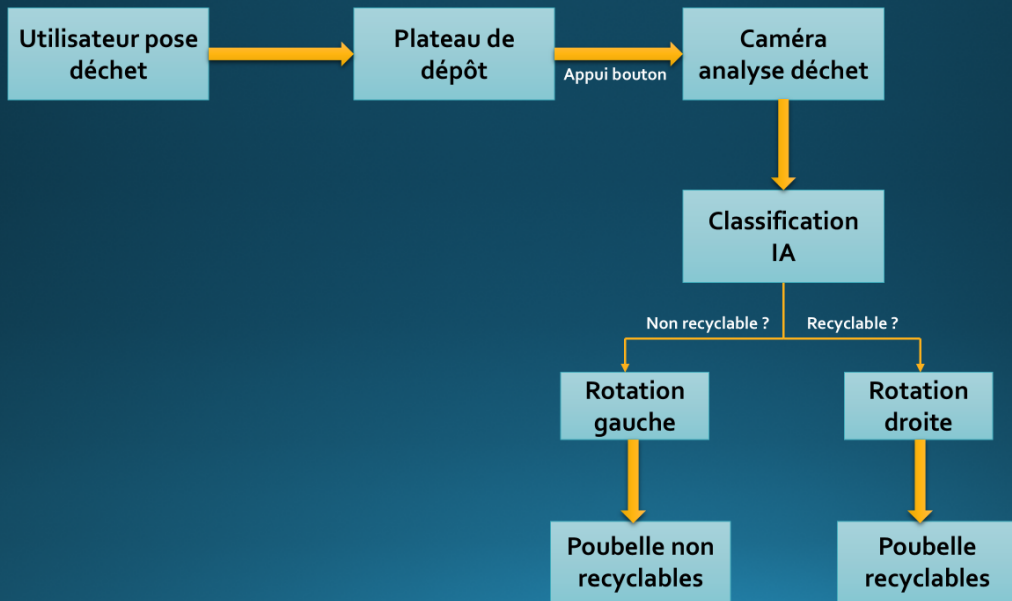 Utilisateur pose
déchet
Plateau de
dépôt
Appui bouton
Caméra
analyse déchet
Classification
IA
Non recyclable ?
Recyclable ?
Rotation
gauche
Rotation
droite
Poubelle non
recyclables
Poubelle
recyclables